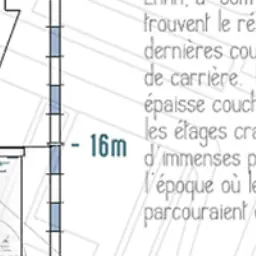 trouvent le ré
dernières cou
de carrière.
épaisse couch
les étages cra
d'immenses p
l'époque où le
parcouraient
- 16m